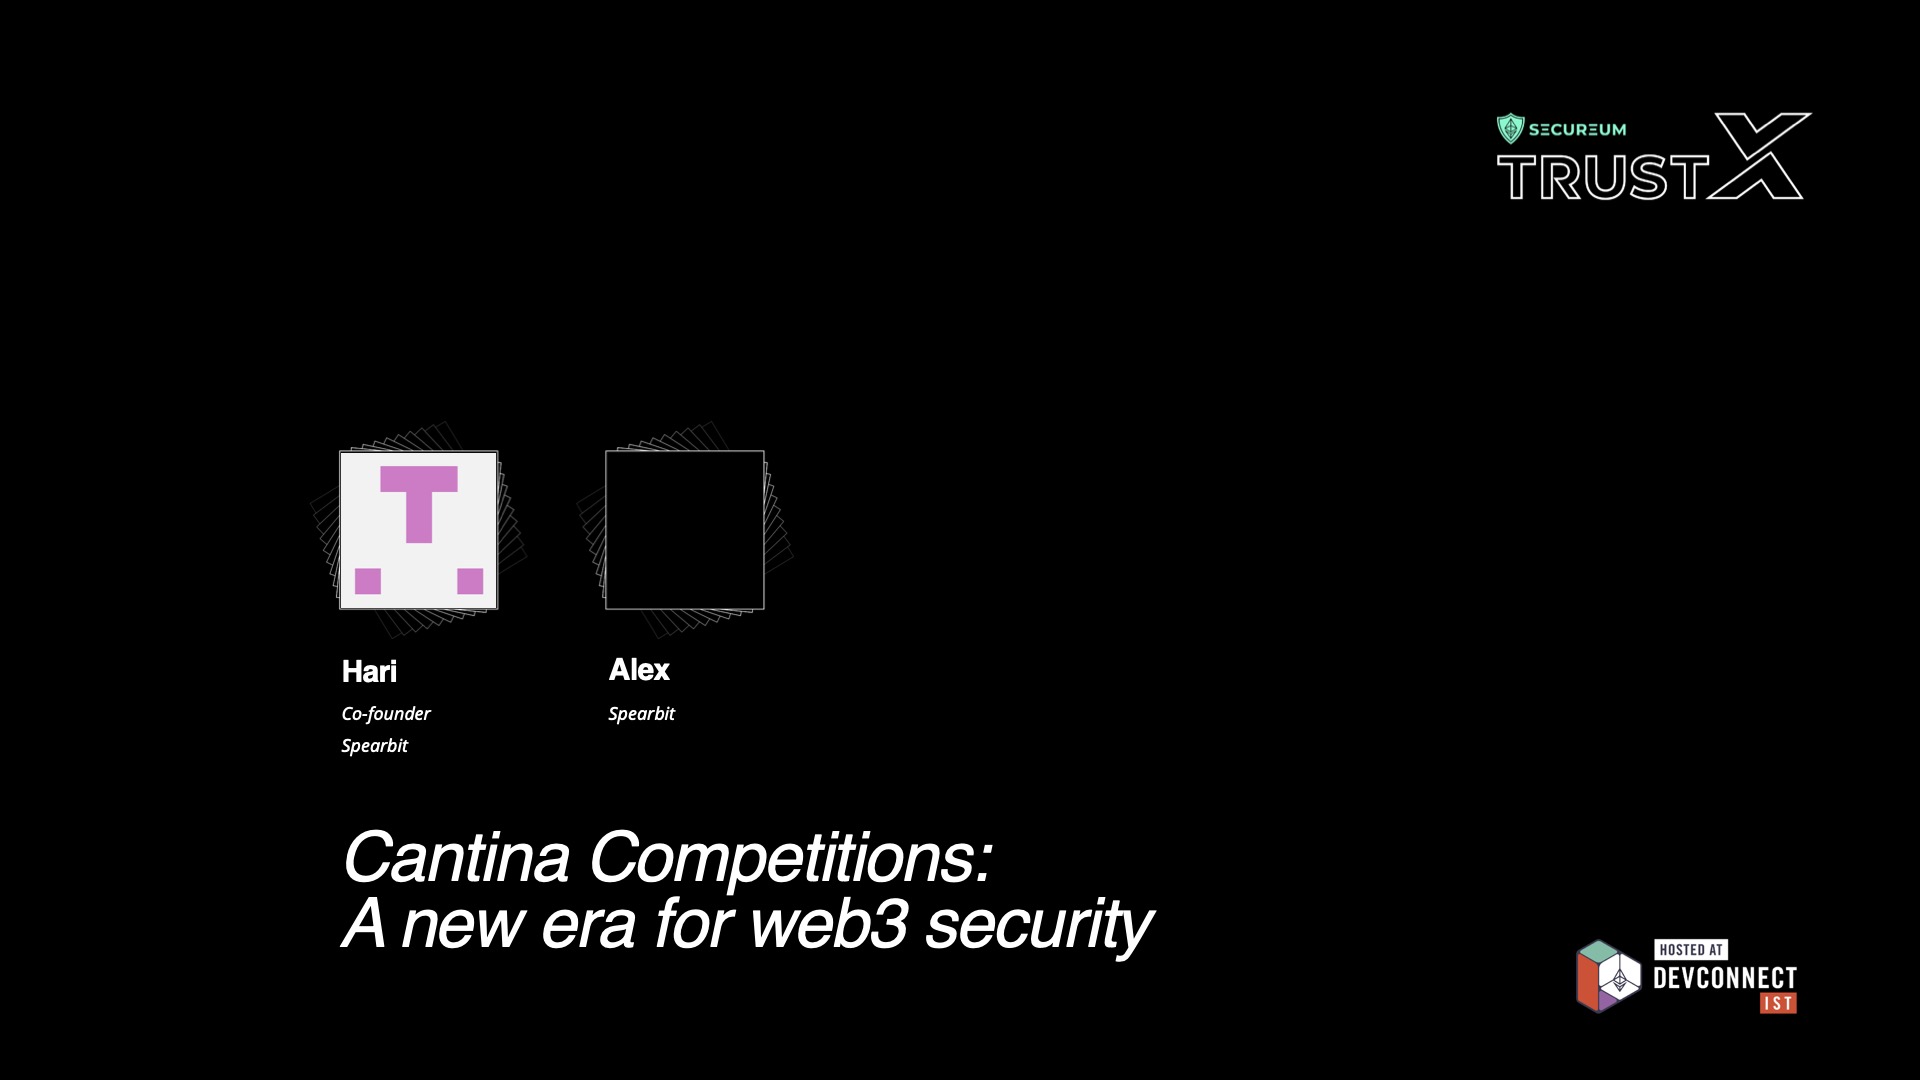 SECUREUM
TRUSTX
Hari
Co-founder
Spearbit
Alex
Spearbit
Cantina Competitions:
A new era for web3 security
HOSTED AT
DEVCONNECT
IST